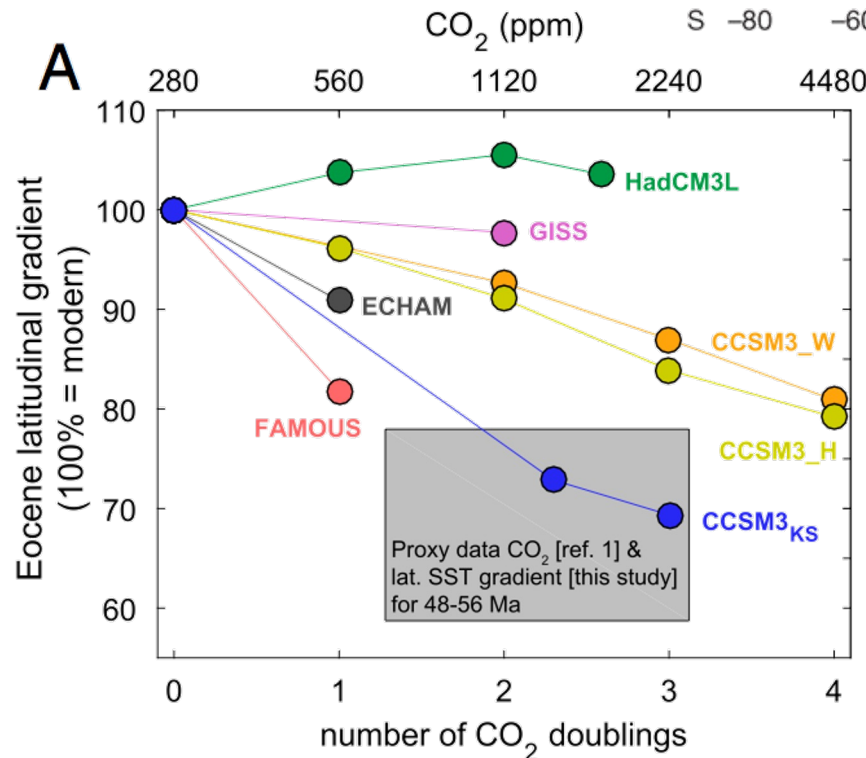 A
CO2 (ppm)
S –80 –60
280 560 1120 2240 4480
Eocene latitudinal gradient
(100% = modern)
110
100
90
80
70
60
HadCM3L
GISS
ECHAM
CCSM3_W
FAMOUS
CCSM3_H
CCSM3KS
Proxy data CO2 [ref. 1] &
lat. SST gradient [this study]
for 48-56 Ma
0 1 2 3 4
number of CO2 doublings